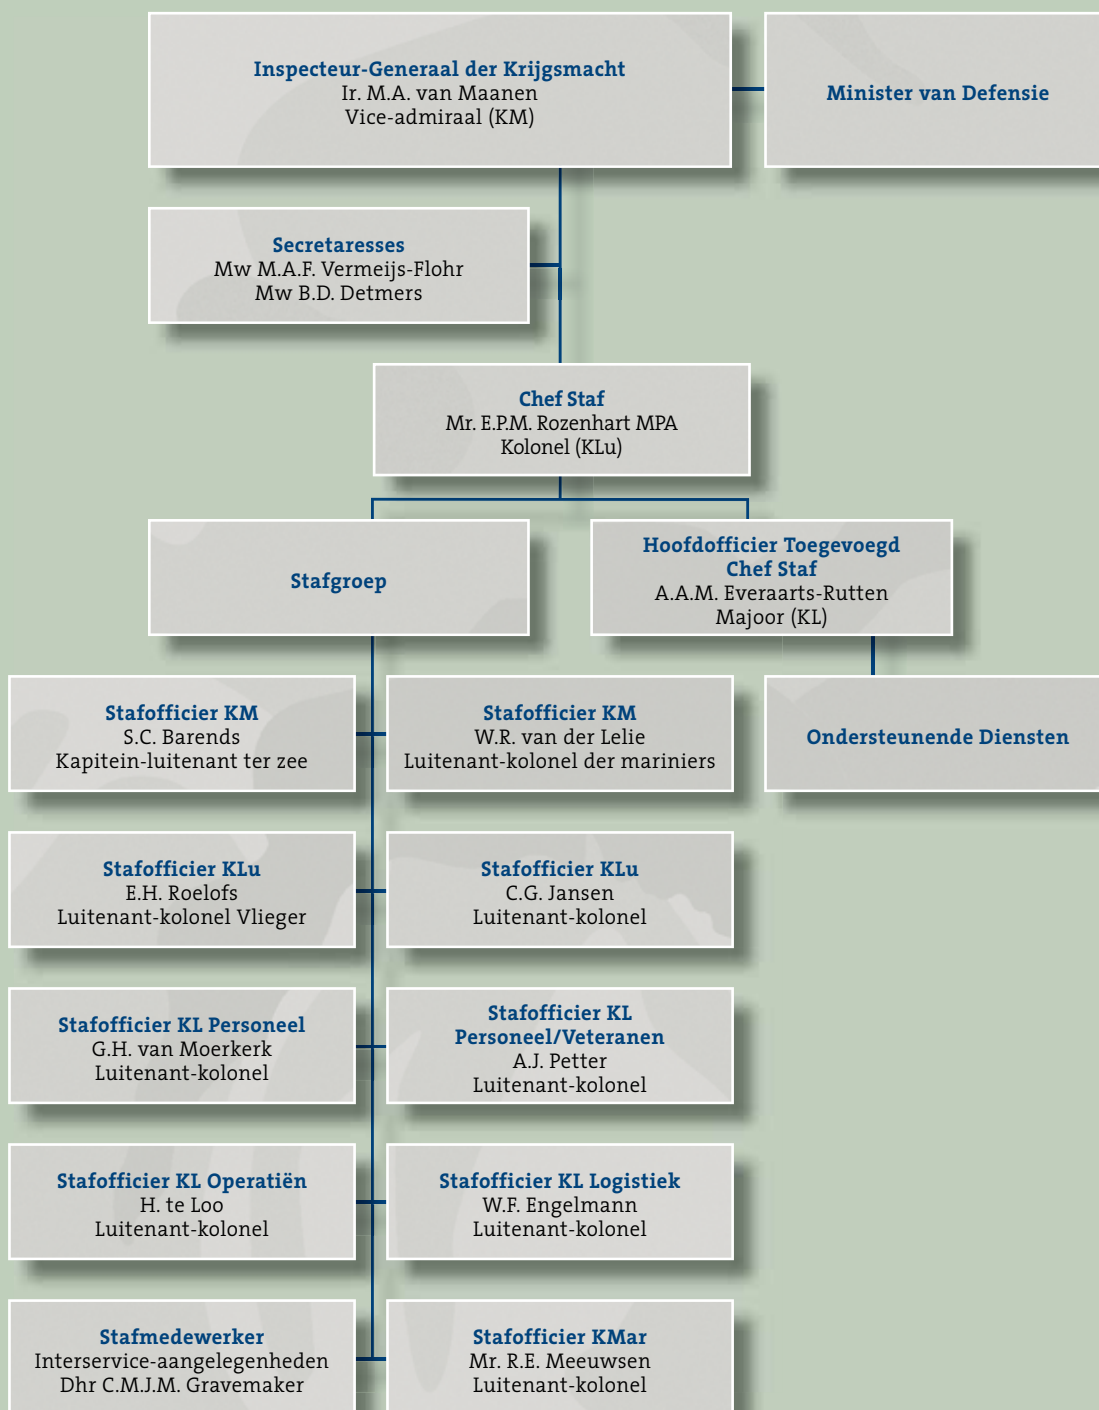 Inspecteur-Generaal der Krijgsmacht
Ir. M.A. van Maanen
Vice-admiraal (KM)
Minister van Defensie
Secretaresses
Mw M.A.F. Vermeijs-Flohr
Mw B.D. Detmers
Chef Staf
Mr. E.P.M. Rozenhart MPA
Kolonel (KLu)
Stafgroep
Hoofdofficier Toegevoegd
Chef Staf
A.A.M. Everaarts-Rutten
Majoor (KL)
Stafofficier KM
S.C. Barends
Kapitein-luitenant ter zee
Stafofficier KM
W.R. van der Lelie
Luitenant-kolonel der mariniers
Ondersteunende Diensten
Stafofficier KLu
E.H. Roelofs
Luitenant-kolonel Vlieger
Stafofficier KLu
C.G. Jansen
Luitenant-kolonel
Stafofficier KL Personeel
G.H. van Moerkerk
Luitenant-kolonel
Stafofficier KL
Personeel/Veteranen
A.J. Petter
Luitenant-kolonel
Stafofficier KL Operatiën
H. te Loo
Luitenant-kolonel
Stafofficier KL Logistiek
W.F. Engelmann
Luitenant-kolonel
Stafmedewerker
Interservice-aangelegenheden
Dhr C.M.J.M. Gravemaker
Stafofficier KMar
Mr. R.E. Meeuwsen
Luitenant-kolonel